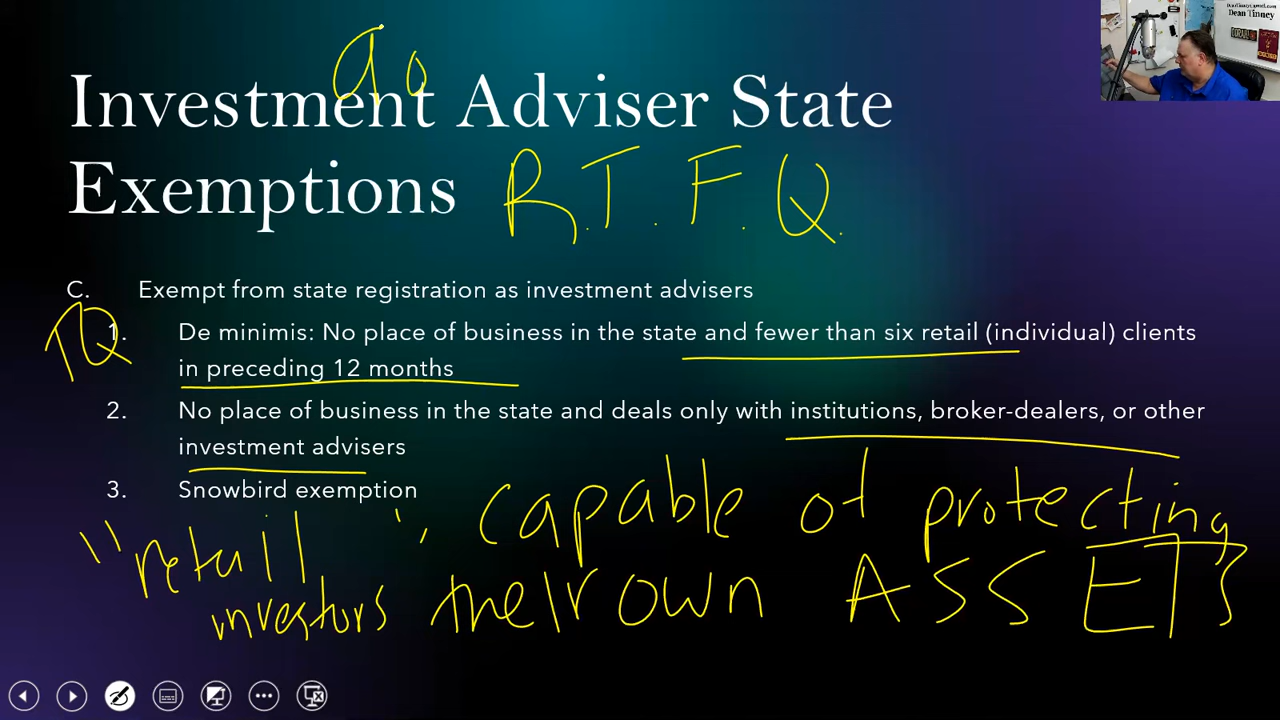 Dean Tinney
Investment Adviser State
Exemptions
R.T.F.Q.
C. Exempt from state registration as investment advisers
TQ
1. De minimis: No place of business in the state and fewer than six retail (individual) clients
in preceding 12 months
2. No place of business in the state and deals only with institutions, broker-dealers, or other
investment advisers
3. Snowbird exemption
capable of protecting
their own ASSETS
"retail
investors